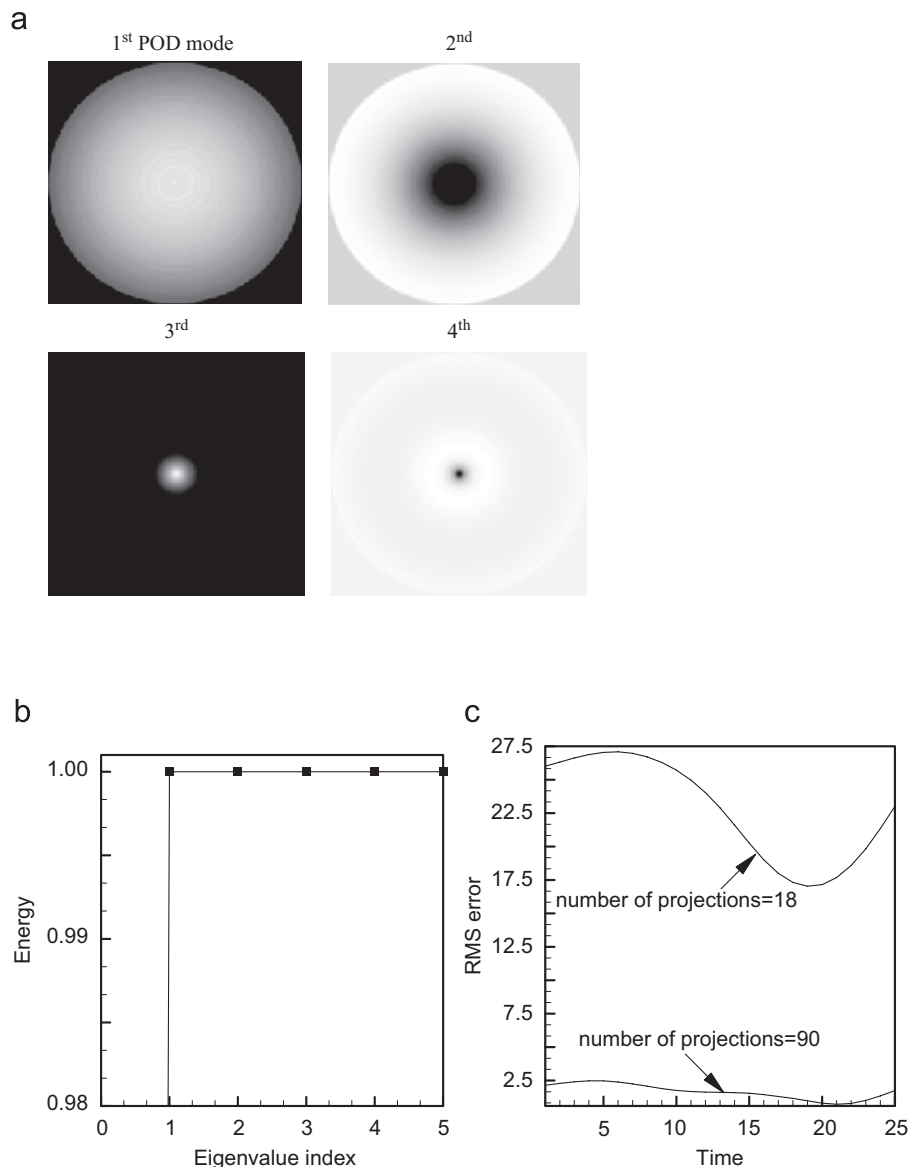 a
1st POD mode
2nd
3rd
4th
b
1.00
0.99
0.98
Energy
0 1 2 3 4 5
Eigenvalue index
c
27.5
22.5
17.5
12.5
7.5
2.5
RMS error
number of projections=18
number of projections=90
5 10 15 20 25
Time